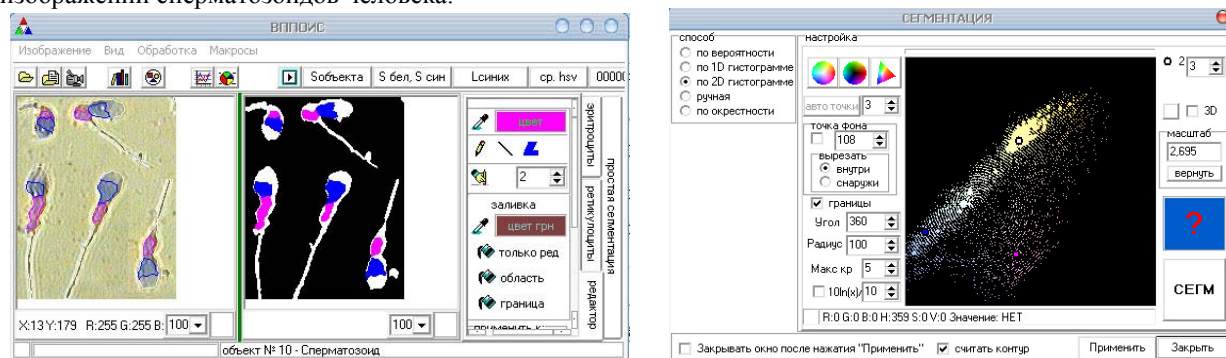 изображений сперматозоидов человека.
ВППОИС
Изображение Вид Обработка Макросы
Sобъекта S бел, S син Lсиних ср. hsv 00000
цвет
2
заливка
цвет грн
только ред
область
граница
применить к:
эритроциты
ретикулоциты
редактор
простая сегментация
X:13 Y:179 R:255 G:255 B: 100
100
объект № 10 - Сперматозоид
СЕГМЕНТАЦИЯ
способ
по вероятности
по 1D гистограмме
по 2D гистограмме
ручная
по окрестности
настройка
авто точки 3
точка фона
108
вырезать
внутри
снаружи
границы
Угол 360
Радиус 100
Макс кр 5
10ln(x)/ 10
R:0 G:0 B:0 H:359 S:0 V:0 Значение: НЕТ
2 3
3D
масштаб
2,695
вернуть
?
СЕГМ
Закрывать окно после нажатия "Применить" считать контур Применить Закрыть